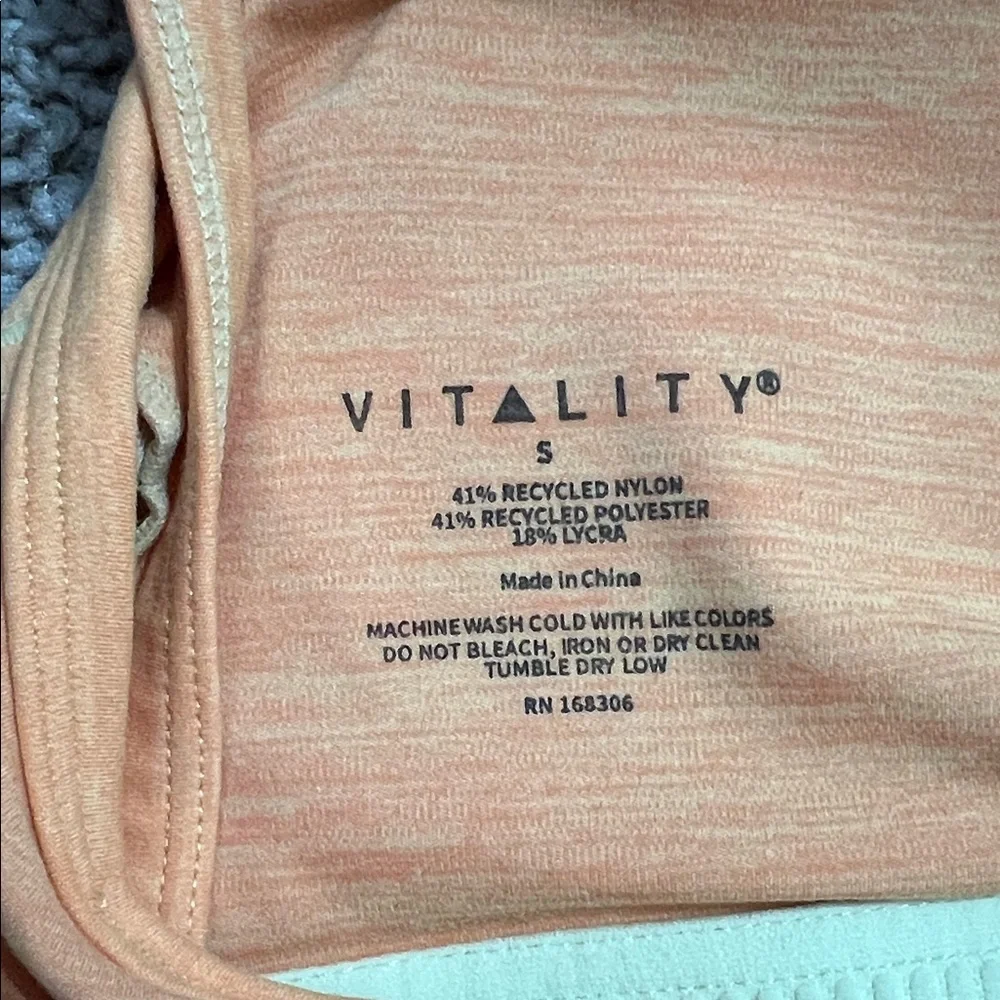 VITALITY®
S
41% RECYCLED NYLON
41% RECYCLED POLYESTER
18% LYCRA
Made in China
MACHINE WASH COLD WITH LIKE COLORS
DO NOT BLEACH, IRON OR DRY CLEAN
TUMBLE DRY LOW
RN 168306